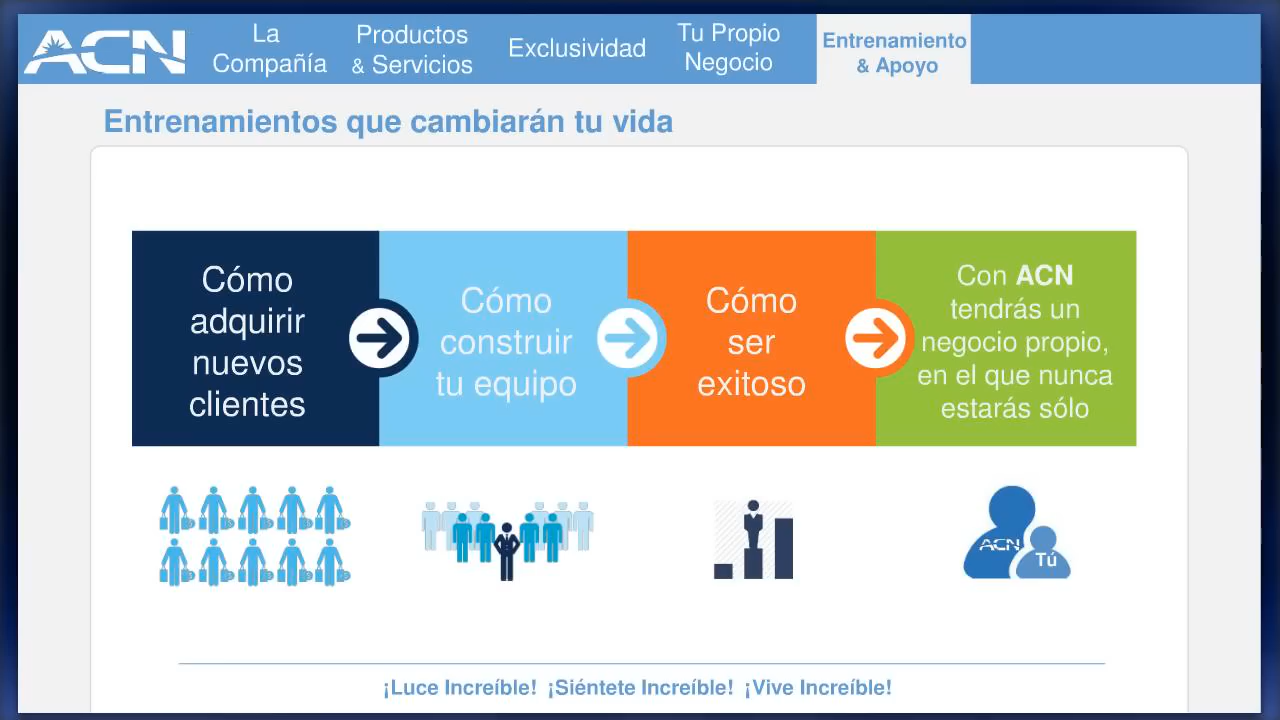 ACN
La
Compañía
Productos
& Servicios
Exclusividad
Tu Propio
Negocio
Entrenamiento
& Apoyo
Entrenamientos que cambiarán tu vida
Cómo
adquirir
nuevos
clientes
Cómo
construir
tu equipo
Cómo
ser
exitoso
Con ACN
tendrás un
negocio propio,
en el que nunca
estarás sólo
ACN
Tú
¡Luce Increíble! ¡Siéntete Increíble! ¡Vive Increíble!